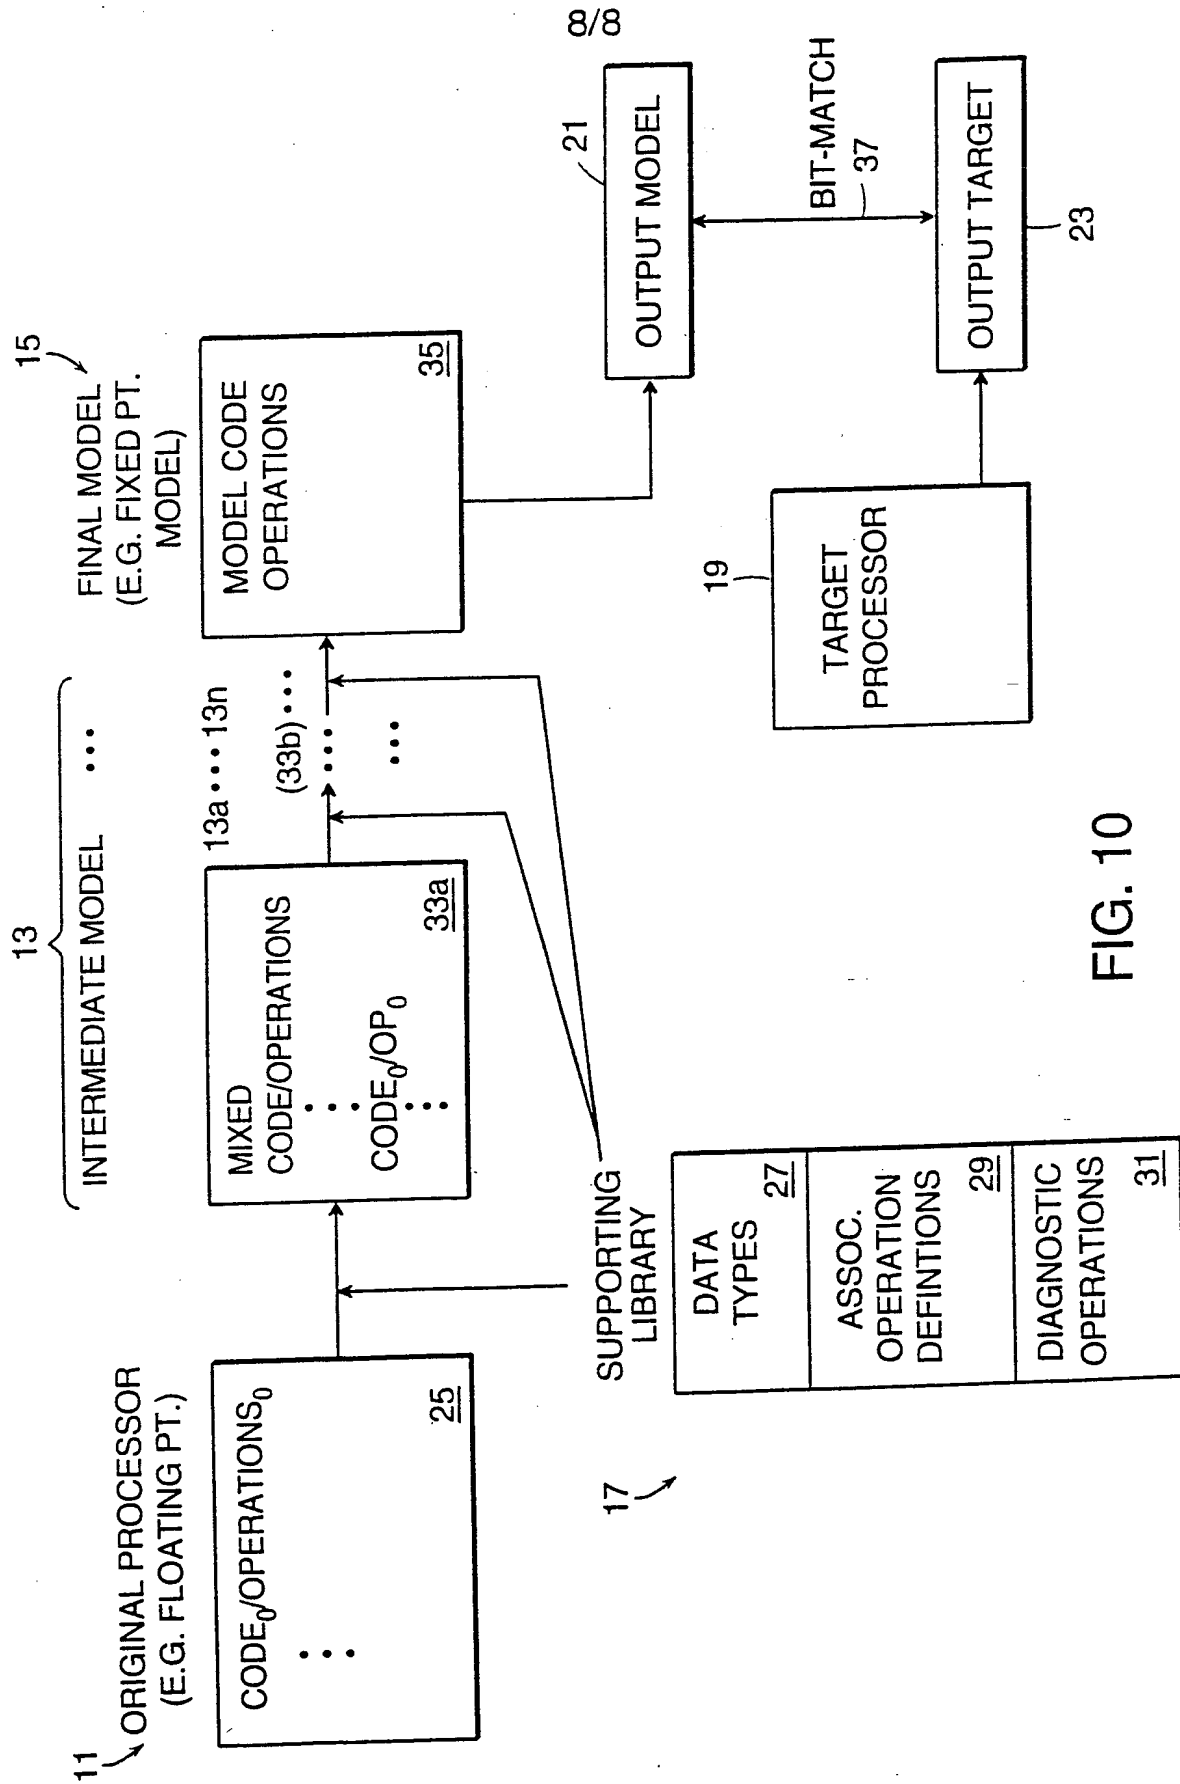 8/8
11
ORIGINAL PROCESSOR
(E.G. FLOATING PT.)
CODE0/OPERATIONS0
25
13
INTERMEDIATE MODEL ...
MIXED
CODE/OPERATIONS
CODE0/OP0
33a
13a ... 13n
(33b) ...
15
FINAL MODEL
(E.G. FIXED PT.
MODEL)
MODEL CODE
OPERATIONS
35
17
SUPPORTING
LIBRARY
DATA
TYPES
27
ASSOC.
OPERATION
DEFINTIONS
29
DIAGNOSTIC
OPERATIONS
31
19
TARGET
PROCESSOR
21
OUTPUT MODEL
BIT-MATCH
37
OUTPUT TARGET
23
FIG. 10